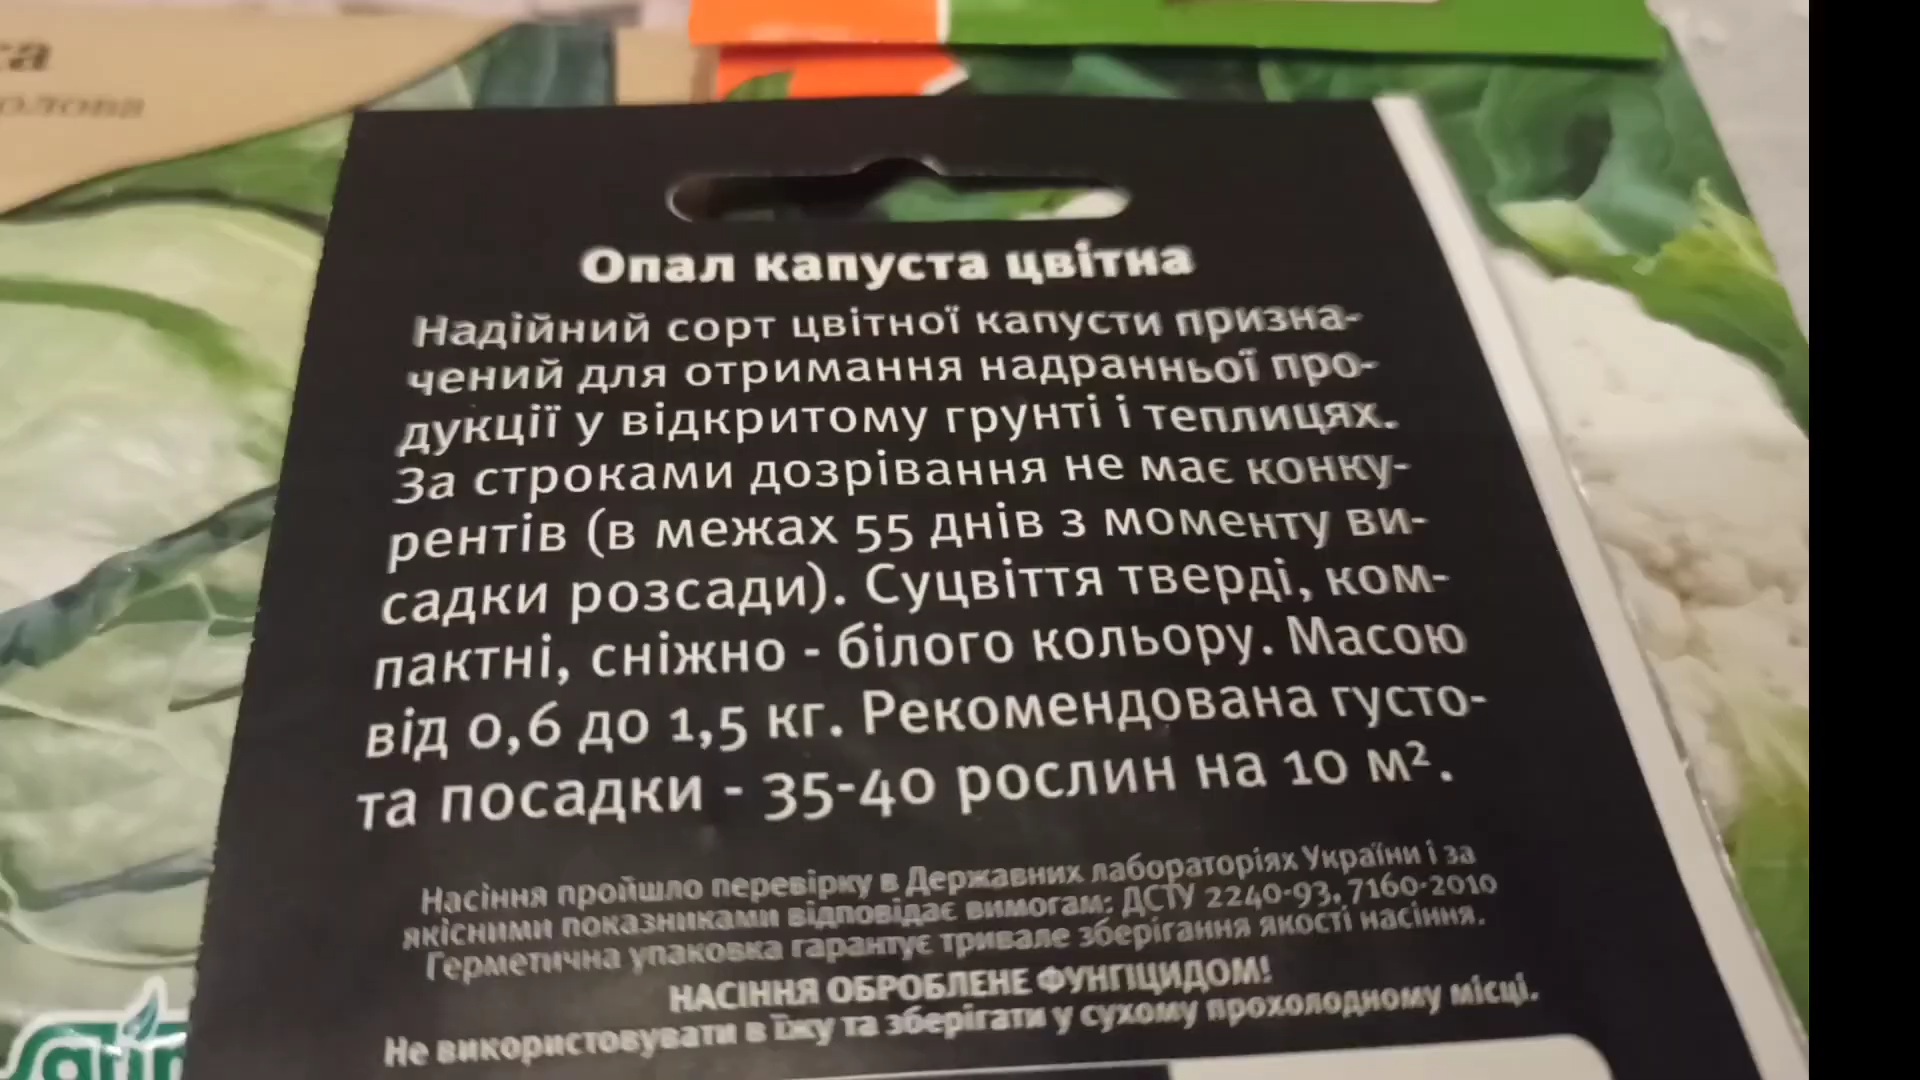 олова
Опал капуста цвітна
Надійний сорт цвітної капусти призна-
чений для отримання надранньої про-
дукції у відкритому грунті і теплицях.
За строками дозрівання не має конку-
рентів (в межах 55 днів з моменту ви-
садки розсади). Суцвіття тверді, ком-
пактні, сніжно - білого кольору. Масою
від 0,6 до 1,5 кг. Рекомендована густо-
та посадки - 35-40 рослин на 10 м².
Насіння пройшло перевірку в Державних лабораторіях України і за
якісними показниками відповідає вимогам: ДСТУ 2240-93, 7160-2010
Герметична упаковка гарантує тривале зберігання якості насіння.
НАСІННЯ ОБРОБЛЕНЕ ФУНГІЦИДОМ!
Не використовувати в їжу та зберігати у сухому прохолодному місці.